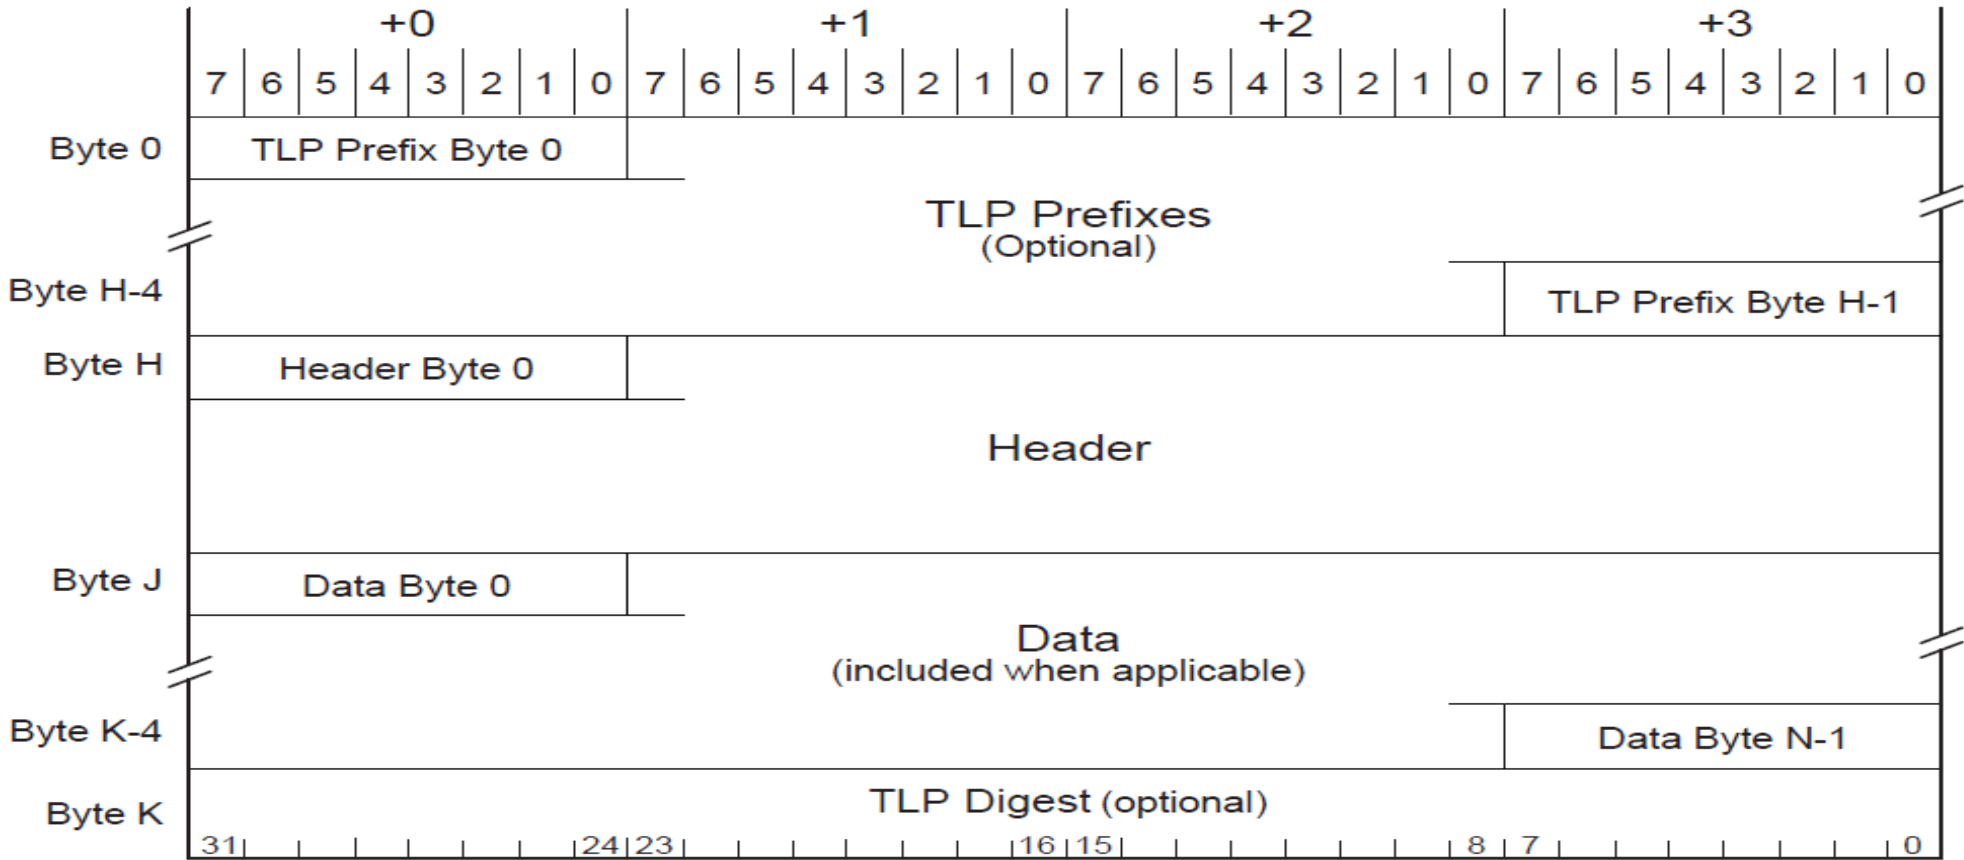 +0 +1 +2 +3
7 6 5 4 3 2 1 0 7 6 5 4 3 2 1 0 7 6 5 4 3 2 1 0 7 6 5 4 3 2 1 0
Byte 0 TLP Prefix Byte 0
TLP Prefixes
(Optional)
Byte H-4 TLP Prefix Byte H-1
Byte H Header Byte 0
Header
Byte J Data Byte 0
Data
(included when applicable)
Byte K-4 Data Byte N-1
Byte K TLP Digest (optional)
31 24 23 16 15 8 7 0